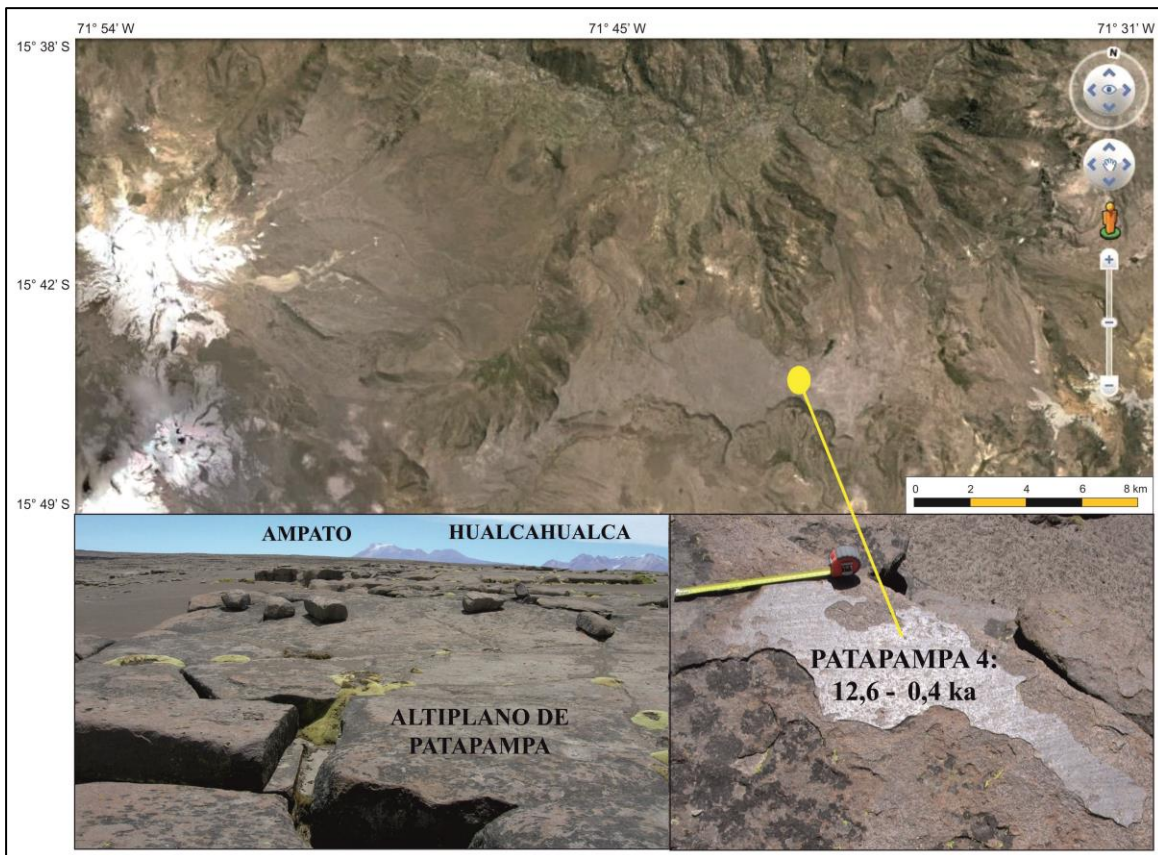 71° 54' W
71° 45' W
71° 31' W
15° 38' S
N
15° 42' S
15° 49' S
0 2 4 6 8 km
AMPATO
HUALCAHUALCA
ALTIPLANO DE
PATAPAMPA
PATAPAMPA 4:
12,6 - 0,4 ka